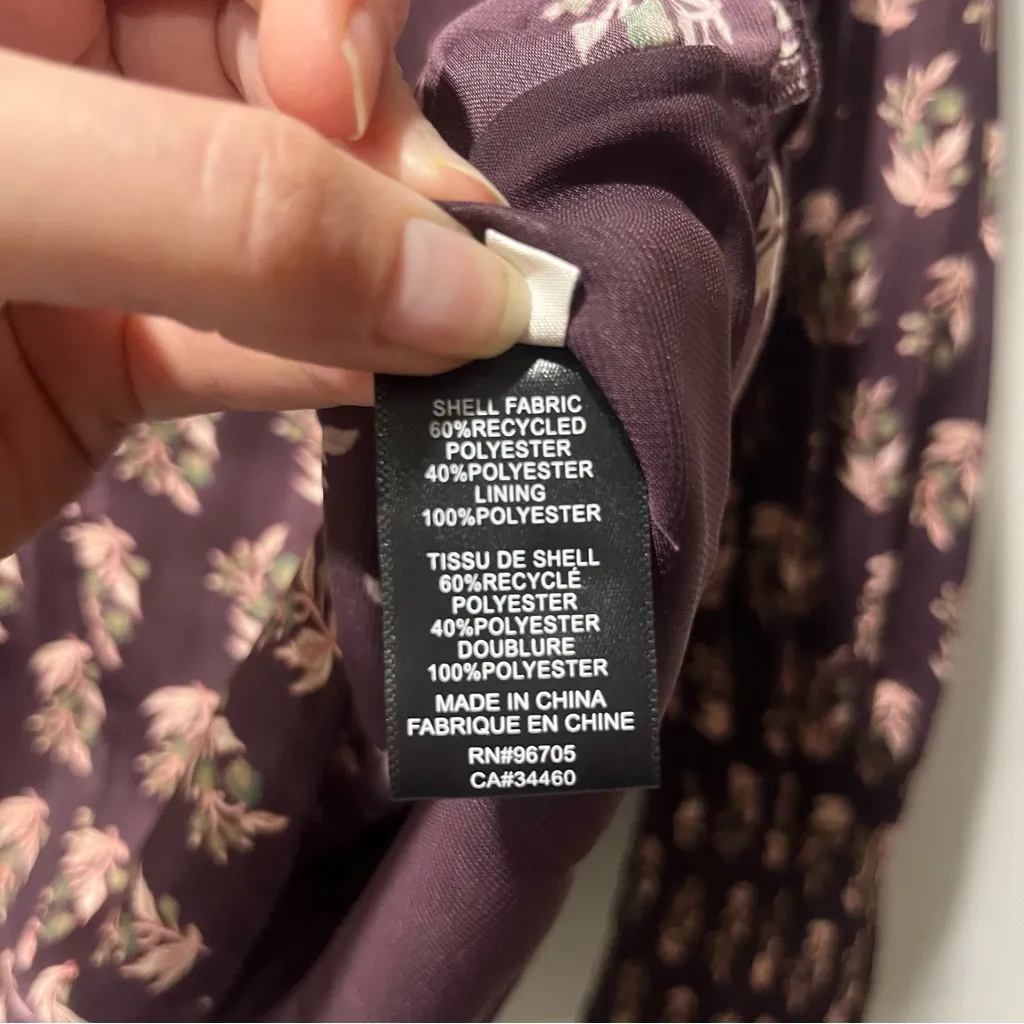 SHELL FABRIC
60%RECYCLED
POLYESTER
40%POLYESTER
LINING
100%POLYESTER
TISSU DE SHELL
60%RECYCLÉ
POLYESTER
40%POLYESTER
DOUBLURE
100%POLYESTER
MADE IN CHINA
FABRIQUE EN CHINE
RN#96705
CA#34460